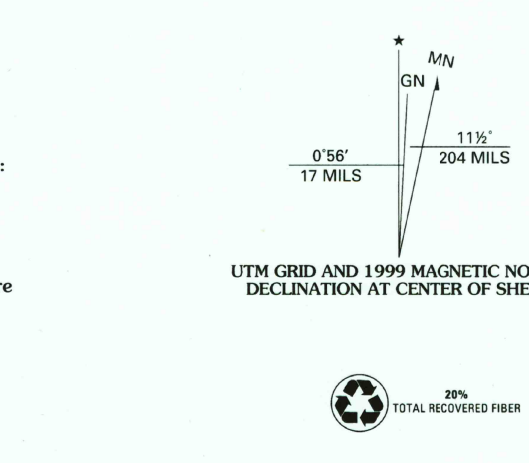 ★
MN
GN
11½°
204 MILS
0°56′
17 MILS
:
re
UTM GRID AND 1999 MAGNETIC NO
DECLINATION AT CENTER OF SHE
20%
TOTAL RECOVERED FIBER